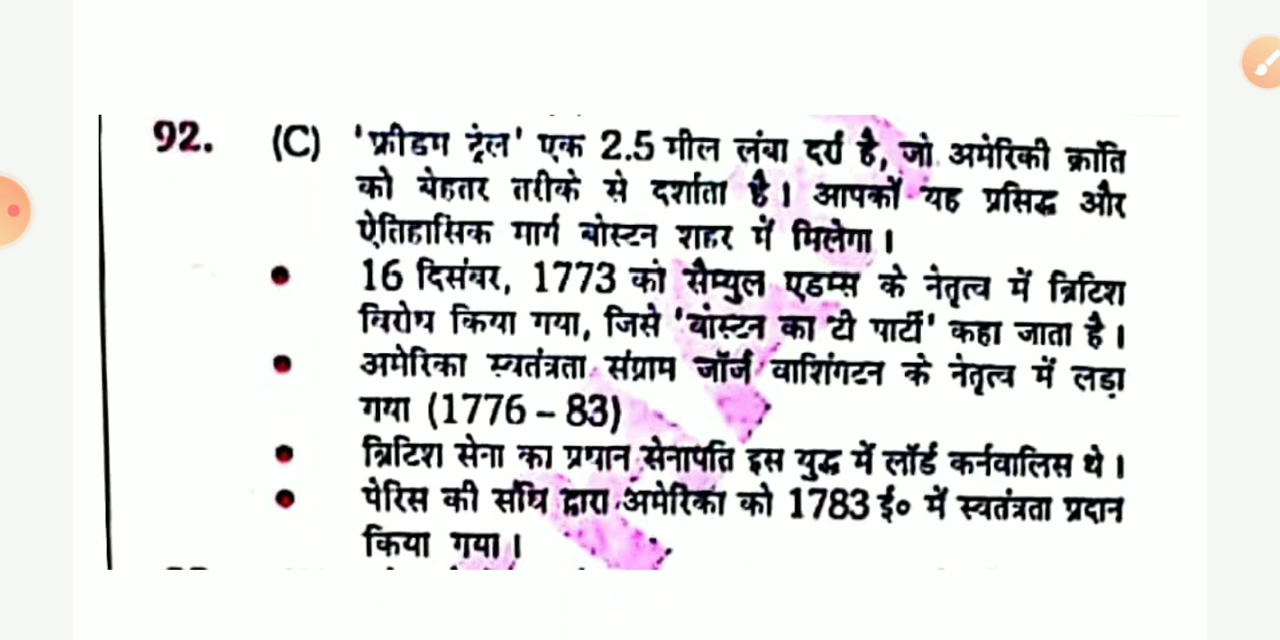 92. (C) 'फ्रीडम ट्रेल' एक 2.5 मील लंबा दर्रा है, जो अमेरिकी क्रांति
को बेहतर तरीके से दर्शाता है। आपकों यह प्रसिद्ध और
ऐतिहासिक मार्ग बोस्टन शहर में मिलेगा।
● 16 दिसंबर, 1773 को सैम्युल एडम्स के नेतृत्व में ब्रिटिश
विरोध किया गया, जिसे 'बोस्टन का टी पार्टी' कहा जाता है।
● अमेरिका स्वतंत्रता संग्राम जॉर्ज वाशिंगटन के नेतृत्व में लड़ा
गया (1776 – 83)
● ब्रिटिश सेना का प्रधान सेनापति इस युद्ध में लॉर्ड कर्नवालिस थे।
● पेरिस की संधि द्वारा अमेरिका को 1783 ई० में स्वतंत्रता प्रदान
किया गया।